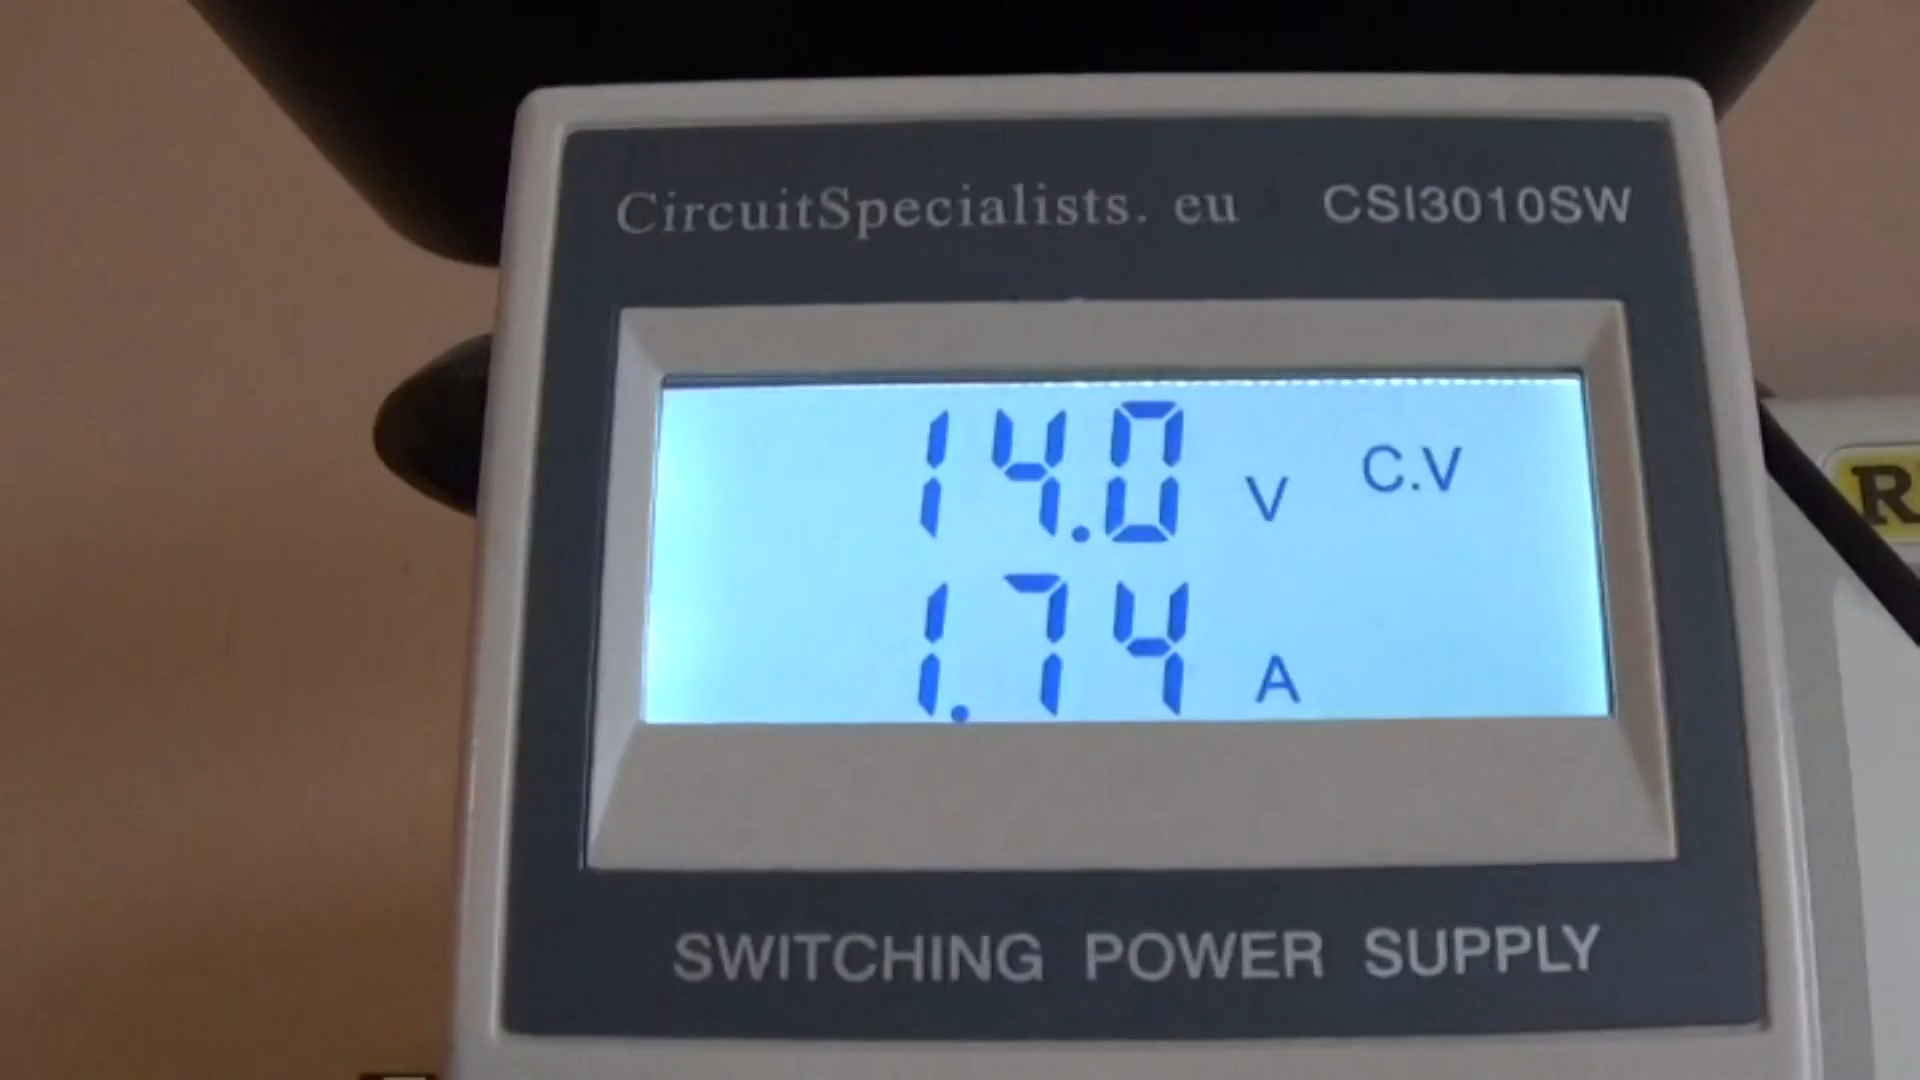 CircuitSpecialists. eu CSI3010SW
14.0 V C.V
1.74 A
SWITCHING POWER SUPPLY
R